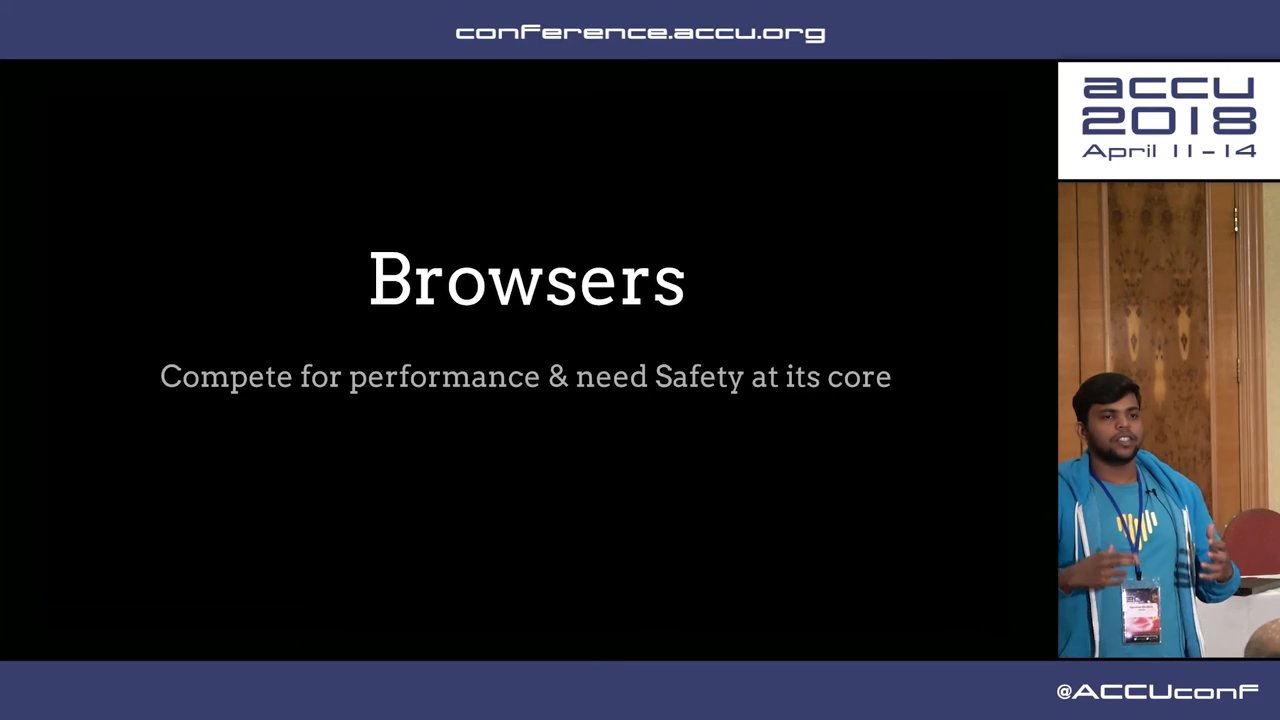 conference.accu.org
accu
2018
April 11-14
Browsers
Compete for performance & need Safety at its core
@ACCUconf